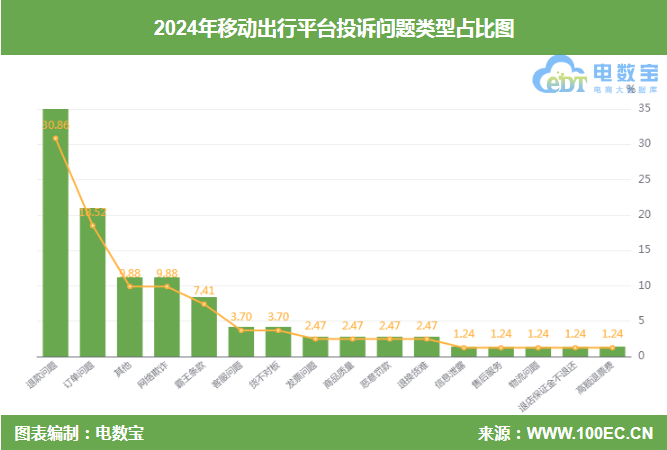 2024年移动出行平台投诉问题类型占比图
电数宝
eDT
电商大数据库
%
35
30
25
20
15
10
5
0
30.86
18.52
9.88
9.88
7.41
3.70
3.70
2.47
2.47
2.47
2.47
1.24
1.24
1.24
1.24
1.24
退款问题
订单问题
其他
网络欺诈
霸王条款
客服问题
货不对板
发票问题
商品质量
恶意罚款
退换货难
信息泄露
售后服务
物流问题
退店保证金不退还
高额退票费
图表编制：电数宝
来源：WWW.100EC.CN